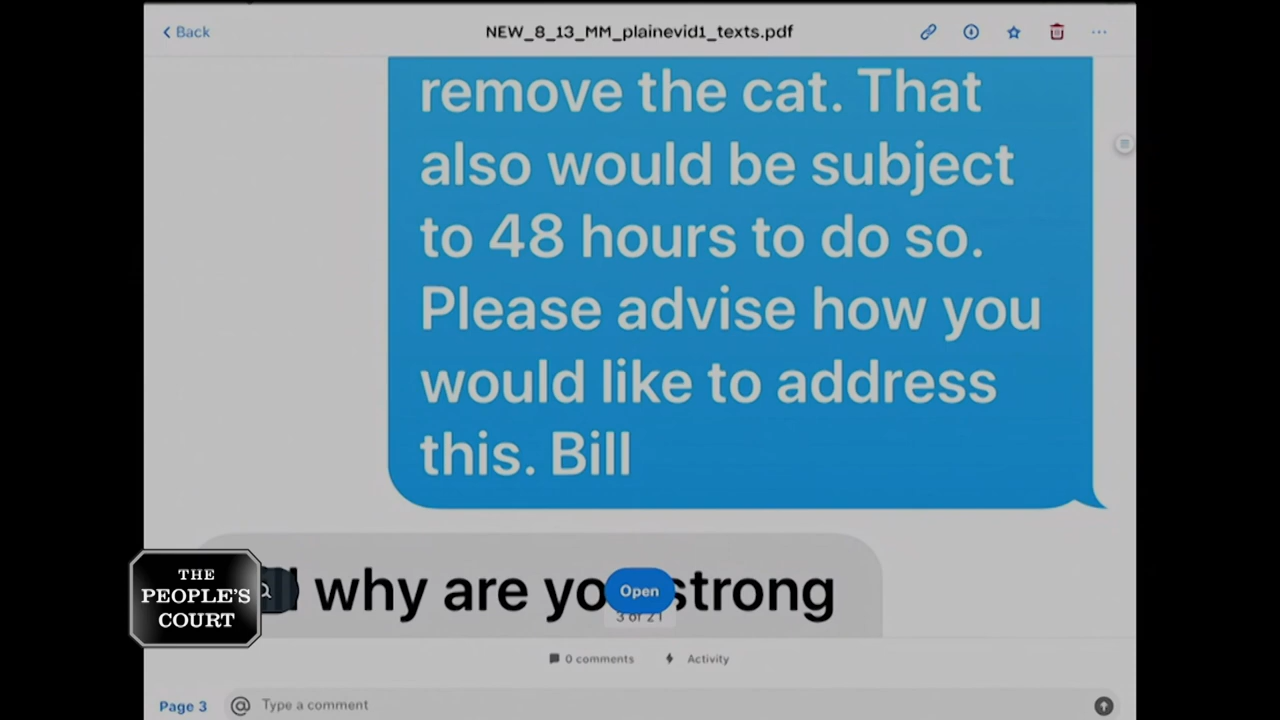 Back
NEW_8_13_MM_plainevid1_texts.pdf
remove the cat. That
also would be subject
to 48 hours to do so.
Please advise how you
would like to address
this. Bill
why are yo strong
Open
3 of 21
THE
PEOPLE'S
COURT
0 comments
Activity
Page 3
@ Type a comment